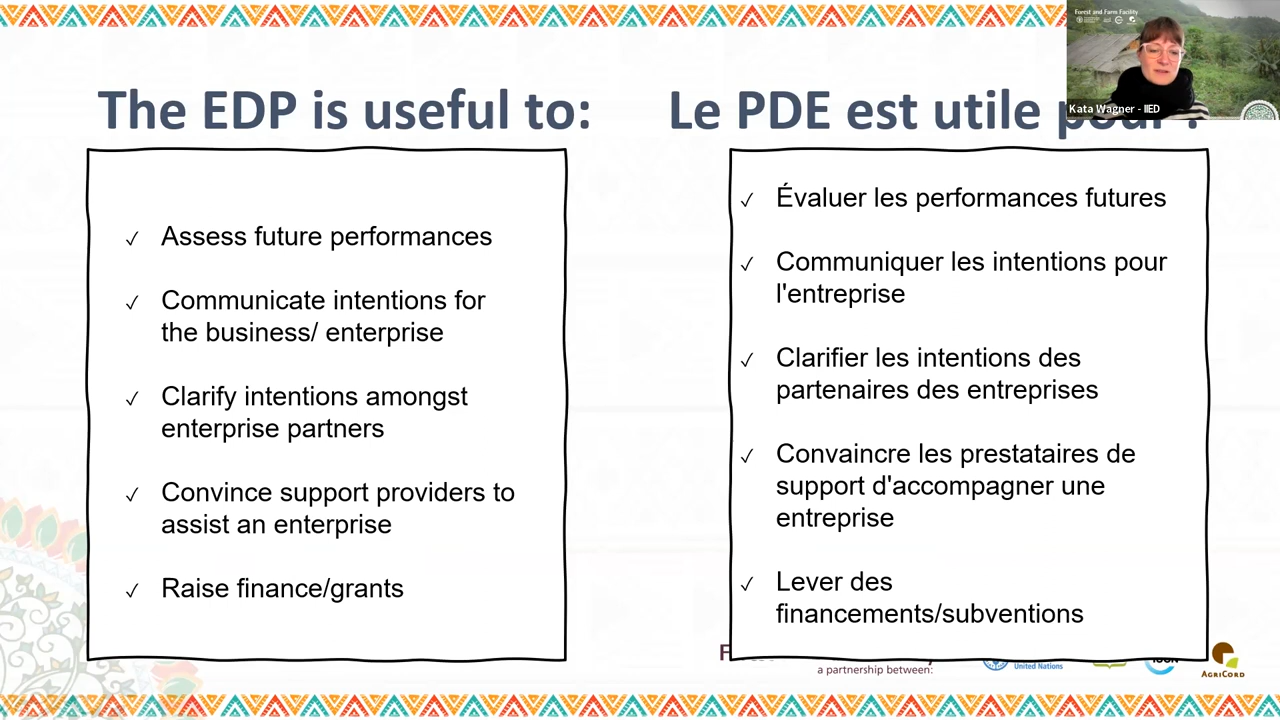 The EDP is useful to:
Assess future performances
Communicate intentions for
the business/ enterprise
Clarify intentions amongst
enterprise partners
Convince support providers to
assist an enterprise
Raise finance/grants
Le PDE est utile
Évaluer les performances futures
Communiquer les intentions pour
l'entreprise
Clarifier les intentions des
partenaires des entreprises
Convaincre les prestataires de
support d'accompagner une
entreprise
Lever des
financements/subventions
Forest and Farm Facility
Kata Wagner - IIED
a partnership between:
United Nations
AGRICORD